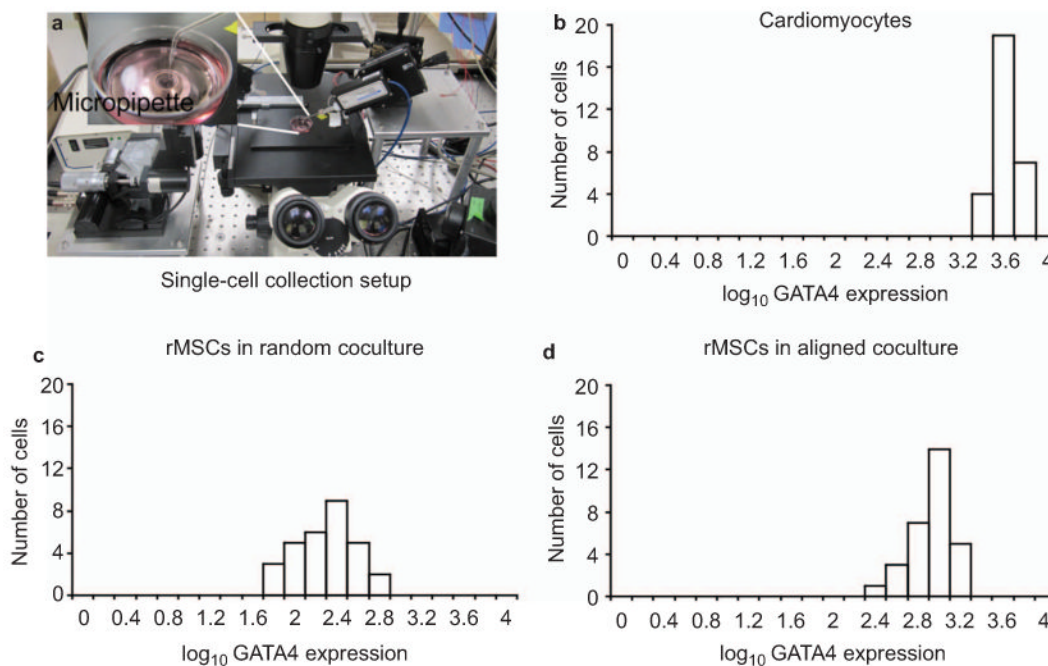 a
Micropipette
Single-cell collection setup
b
Cardiomyocytes
20
16
12
8
4
0
Number of cells
0 0.4 0.8 1.2 1.6 2 2.4 2.8 3.2 3.6 4
log₁₀ GATA4 expression
c
rMSCs in random coculture
20
16
12
8
4
0
Number of cells
0 0.4 0.8 1.2 1.6 2 2.4 2.8 3.2 3.6 4
log₁₀ GATA4 expression
d
rMSCs in aligned coculture
20
16
12
8
4
0
Number of cells
0 0.4 0.8 1.2 1.6 2 2.4 2.8 3.2 3.6 4
log₁₀ GATA4 expression